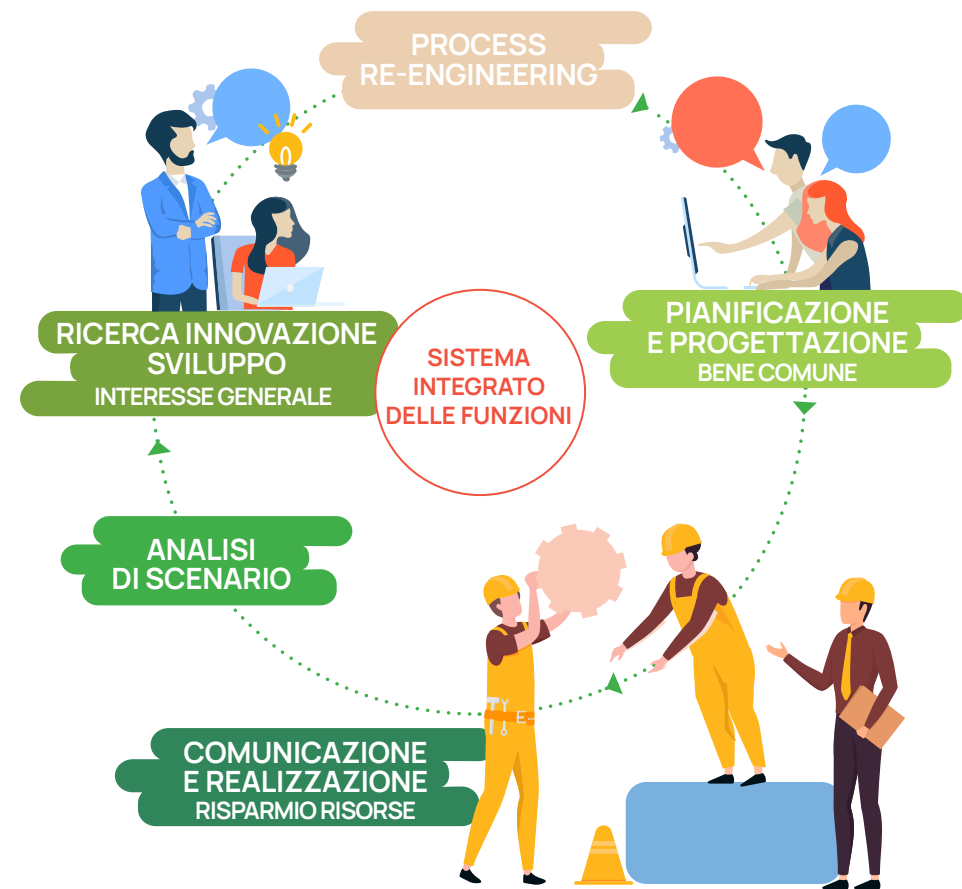 PROCESS
RE-ENGINEERING
RICERCA INNOVAZIONE
SVILUPPO
INTERESSE GENERALE
SISTEMA
INTEGRATO
DELLE FUNZIONI
PIANIFICAZIONE
E PROGETTAZIONE
BENE COMUNE
ANALISI
DI SCENARIO
COMUNICAZIONE
E REALIZZAZIONE
RISPARMIO RISORSE